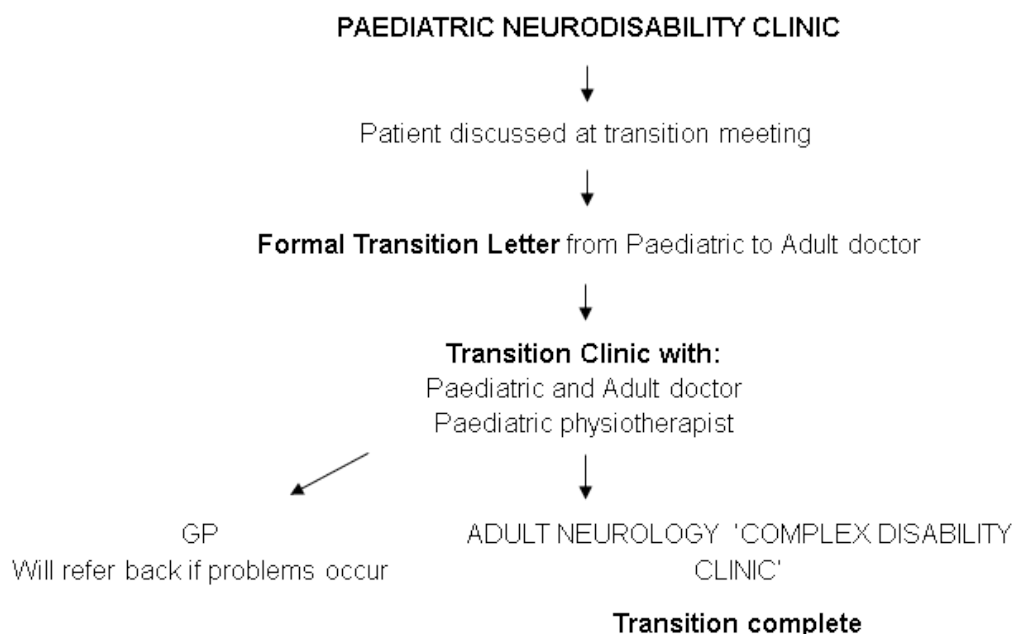 PAEDIATRIC NEURODISABILITY CLINIC
Patient discussed at transition meeting
Formal Transition Letter from Paediatric to Adult doctor
Transition Clinic with:
Paediatric and Adult doctor
Paediatric physiotherapist
GP
Will refer back if problems occur
ADULT NEUROLOGY 'COMPLEX DISABILITY
CLINIC'
Transition complete